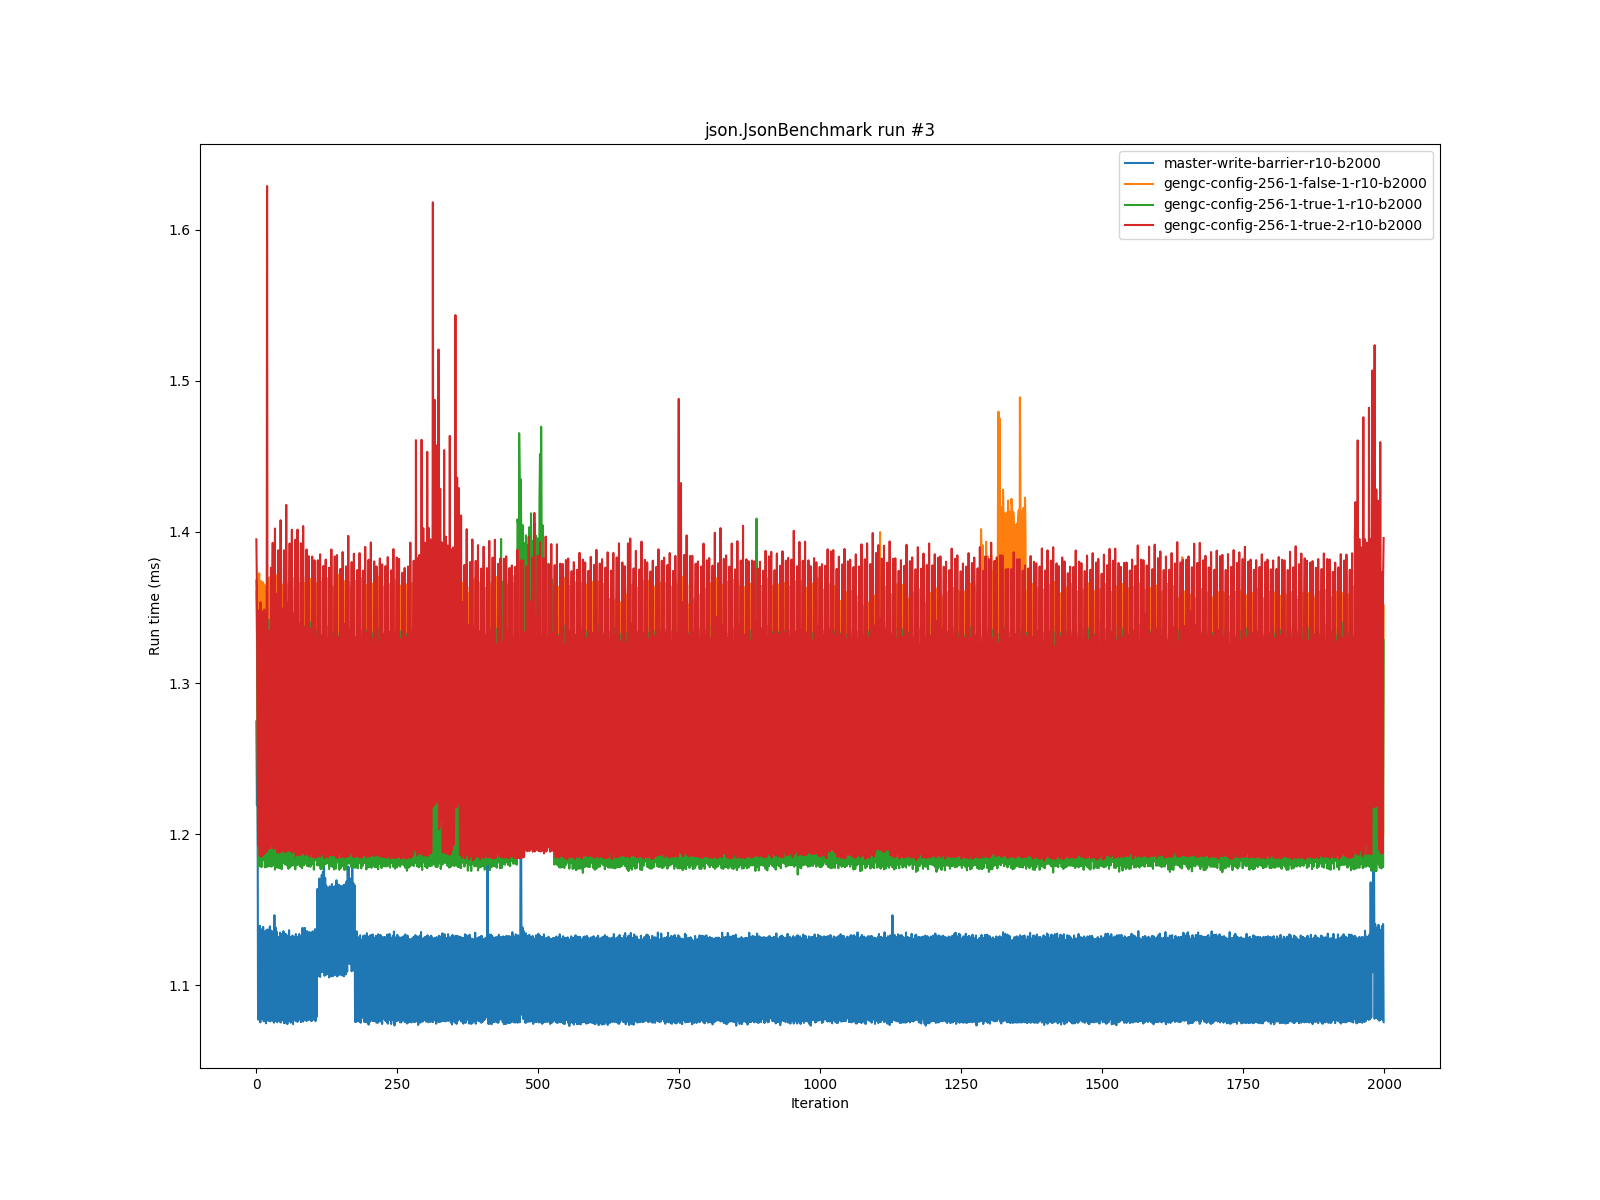 json.JsonBenchmark run #3
master-write-barrier-r10-b2000
gengc-config-256-1-false-1-r10-b2000
gengc-config-256-1-true-1-r10-b2000
gengc-config-256-1-true-2-r10-b2000
Run time (ms)
1.6
1.5
1.4
1.3
1.2
1.1
0 250 500 750 1000 1250 1500 1750 2000
Iteration